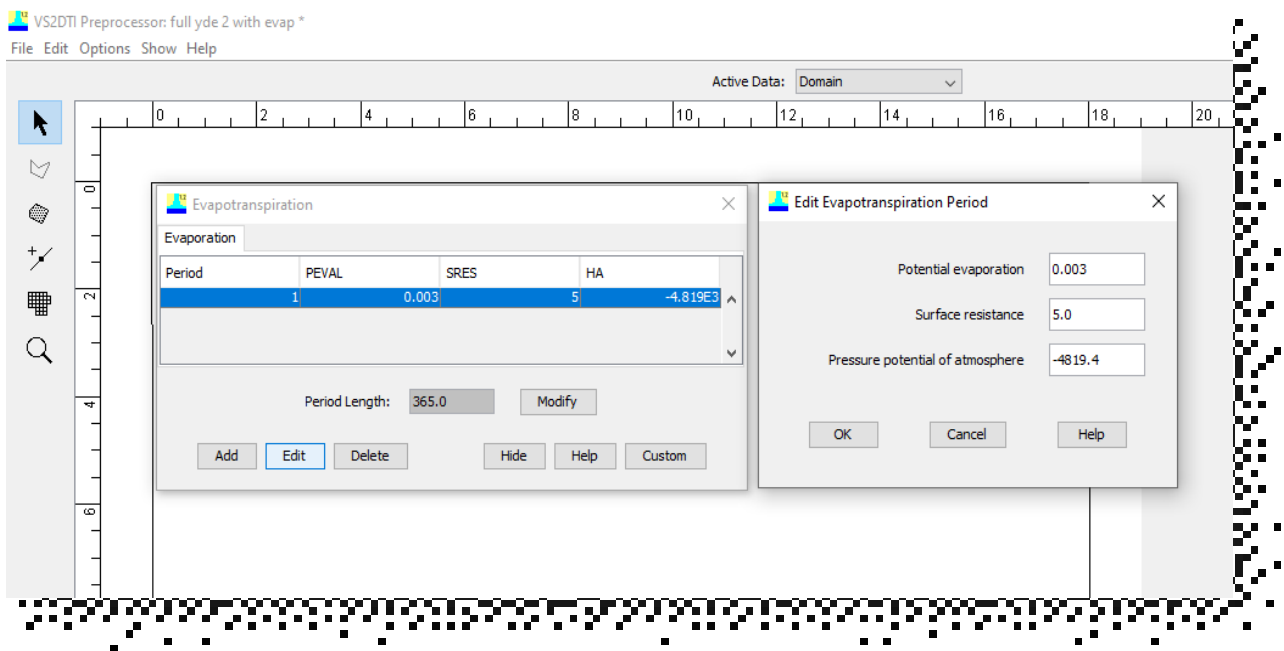 VS2DTI Preprocessor: full yde 2 with evap *
File Edit Options Show Help
Active Data: Domain
0 2 4 6 8 10 12 14 16 18 20
0
2
4
6
Evapotranspiration
Evaporation
Period PEVAL SRES HA
1 0.003 5 -4.819E3
Period Length: 365.0 Modify
Add Edit Delete Hide Help Custom
Edit Evapotranspiration Period
Potential evaporation 0.003
Surface resistance 5.0
Pressure potential of atmosphere -4819.4
OK Cancel Help